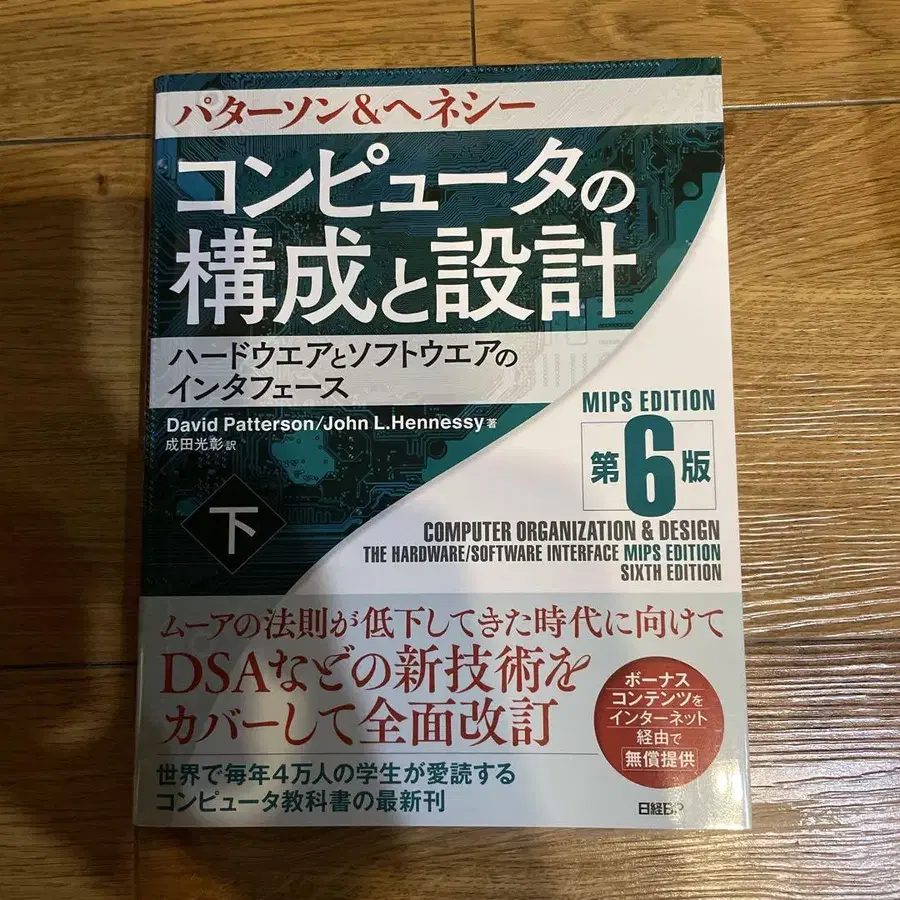 パターソン&ヘネシー
コンピュータの
構成と設計
ハードウエアとソフトウエアの
インタフェース
David Patterson/John L.Hennessy 著
成田光彰 訳
MIPS EDITION
第6版
下
COMPUTER ORGANIZATION & DESIGN
THE HARDWARE/SOFTWARE INTERFACE MIPS EDITION
SIXTH EDITION
ムーアの法則が低下してきた時代に向けて
DSAなどの新技術を
カバーして全面改訂
世界で毎年4万人の学生が愛読する
コンピュータ教科書の最新刊
ボーナス
コンテンツを
インターネット
経由で
無償提供
日経BP